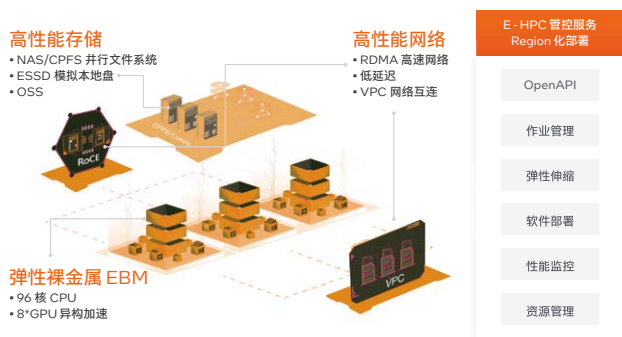 高性能存储
▪ NAS/CPFS 并行文件系统
▪ ESSD 模拟本地盘
▪ OSS
高性能网络
▪ RDMA 高速网络
▪ 低延迟
▪ VPC 网络互连
RoCE
CPFS/Lustre
VPC
弹性裸金属 EBM
▪ 96 核 CPU
▪ 8*GPU 异构加速
E - HPC 管控服务
Region 化部署
OpenAPI
作业管理
弹性伸缩
软件部署
性能监控
资源管理